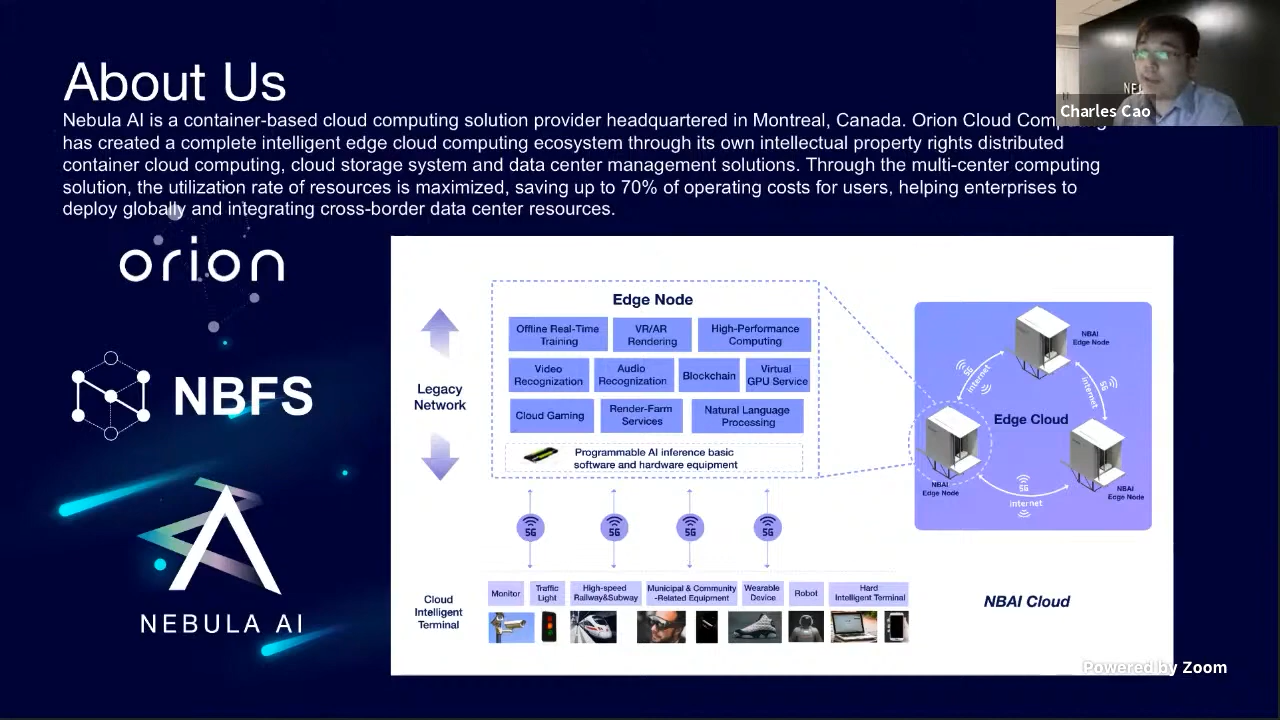 About Us
Nebula AI is a container-based cloud computing solution provider headquartered in Montreal, Canada. Orion Cloud Computing
has created a complete intelligent edge cloud computing ecosystem through its own intellectual property rights distributed
container cloud computing, cloud storage system and data center management solutions. Through the multi-center computing
solution, the utilization rate of resources is maximized, saving up to 70% of operating costs for users, helping enterprises to
deploy globally and integrating cross-border data center resources.
Charles Cao
orion
NBFS
NEBULA AI
Legacy
Network
Edge Node
Offline Real-Time
Training
VR/AR
Rendering
High-Performance
Computing
Video
Recognization
Audio
Recognization
Blockchain
Virtual
GPU Service
Cloud Gaming
Render-Farm
Services
Natural Language
Processing
Programmable AI inference basic
software and hardware equipment
5G
5G
5G
5G
Cloud
Intelligent
Terminal
Monitor
Traffic
Light
High-speed
Railway&Subway
Municipal & Community
-Related Equipment
Wearable
Device
Robot
Hard
Intelligent Terminal
NBAI
Edge Node
5G
internet
5G
internet
Edge Cloud
NBAI
Edge Node
5G
internet
NBAI
Edge Node
NBAI Cloud
Powered by Zoom